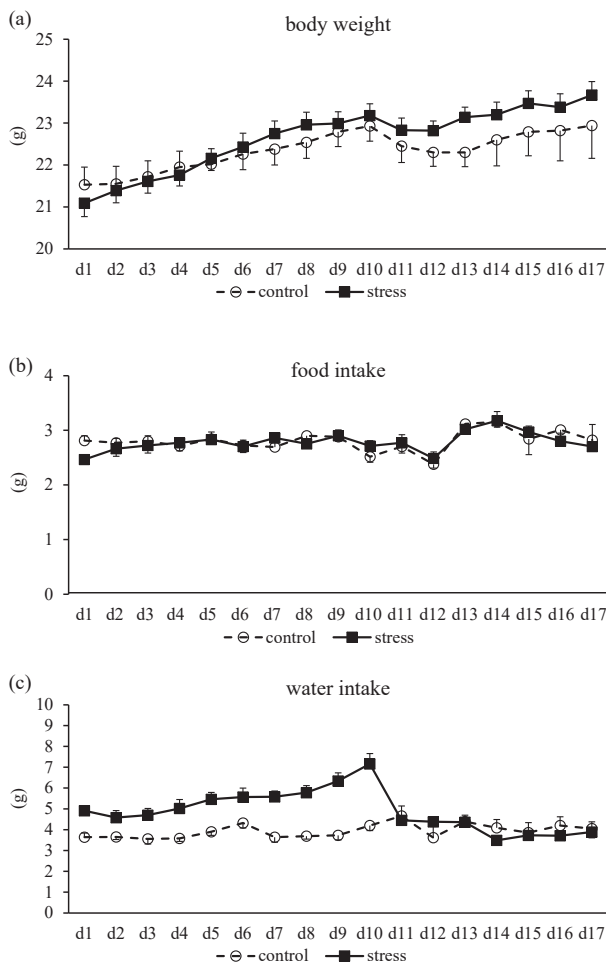 (a)
body weight
25
24
23
22
21
20
(g)
d1 d2 d3 d4 d5 d6 d7 d8 d9 d10 d11 d12 d13 d14 d15 d16 d17
control stress
(b)
food intake
4
3
2
1
0
(g)
d1 d2 d3 d4 d5 d6 d7 d8 d9 d10 d11 d12 d13 d14 d15 d16 d17
control stress
(c)
water intake
10
9
8
7
6
5
4
3
2
1
0
(g)
d1 d2 d3 d4 d5 d6 d7 d8 d9 d10 d11 d12 d13 d14 d15 d16 d17
control stress